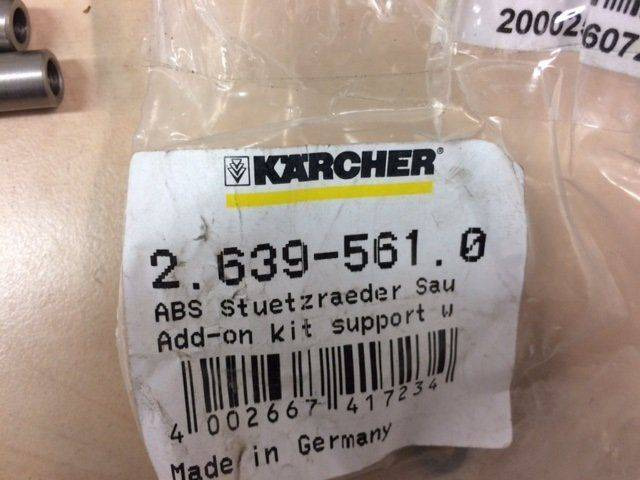 KÄRCHER®
2.639-561.0
ABS Stuetzraeder Sau
Add-on kit support w
4 002667 417234
Made in Germany